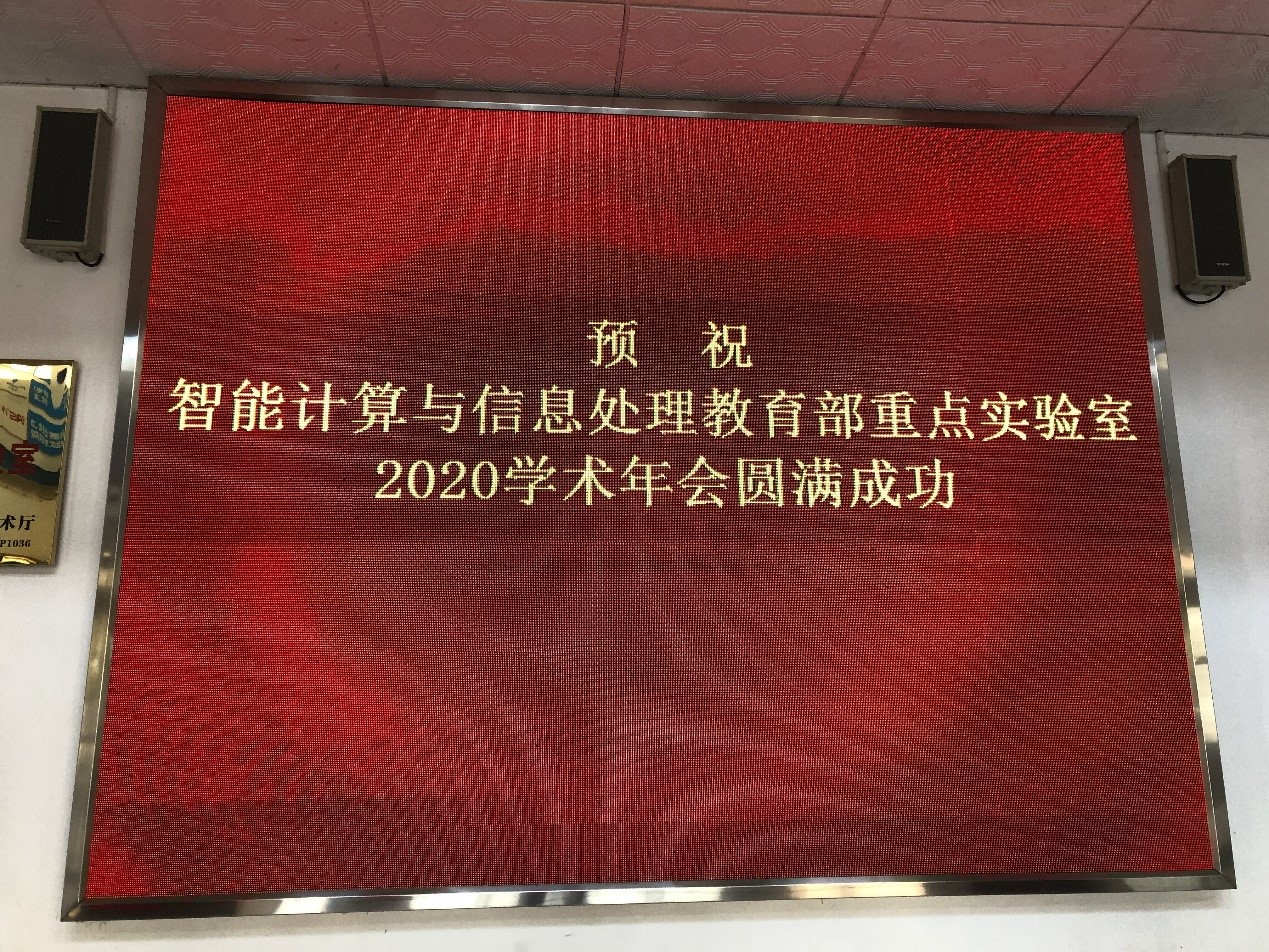 预 祝
智能计算与信息处理教育部重点实验室
2020学术年会圆满成功
术厅
P1036